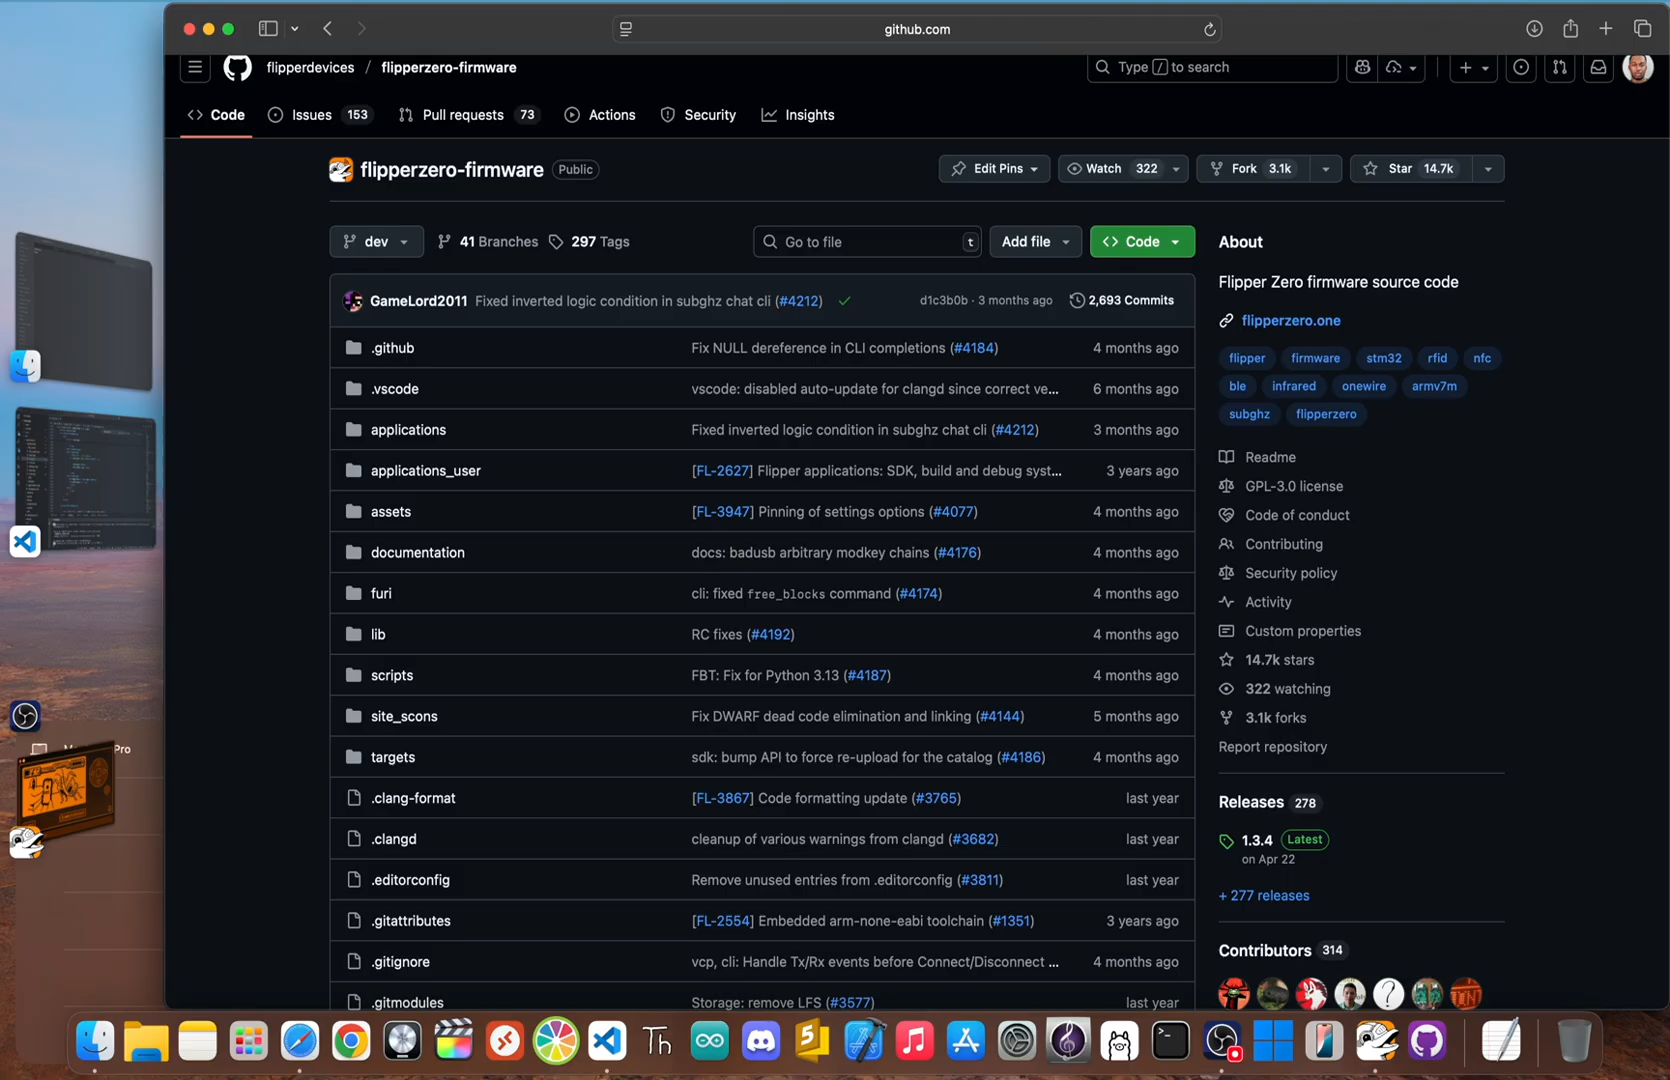 github.com
flipperdevices / flipperzero-firmware
Type / to search
Code
Issues 153
Pull requests 73
Actions
Security
Insights
flipperzero-firmware Public
Edit Pins
Watch 322
Fork 3.1k
Star 14.7k
dev
41 Branches
297 Tags
Go to file t
Add file
Code
GameLord2011 Fixed inverted logic condition in subghz chat cli (#4212) d1c3b0b · 3 months ago 2,693 Commits
.github Fix NULL dereference in CLI completions (#4184) 4 months ago
.vscode vscode: disabled auto-update for clangd since correct ve... 6 months ago
applications Fixed inverted logic condition in subghz chat cli (#4212) 3 months ago
applications_user [FL-2627] Flipper applications: SDK, build and debug syst... 3 years ago
assets [FL-3947] Pinning of settings options (#4077) 4 months ago
documentation docs: badusb arbitrary modkey chains (#4176) 4 months ago
furi cli: fixed free_blocks command (#4174) 4 months ago
lib RC fixes (#4192) 4 months ago
scripts FBT: Fix for Python 3.13 (#4187) 4 months ago
site_scons Fix DWARF dead code elimination and linking (#4144) 5 months ago
targets sdk: bump API to force re-upload for the catalog (#4186) 4 months ago
.clang-format [FL-3867] Code formatting update (#3765) last year
.clangd cleanup of various warnings from clangd (#3682) last year
.editorconfig Remove unused entries from .editorconfig (#3811) last year
.gitattributes [FL-2554] Embedded arm-none-eabi toolchain (#1351) 3 years ago
.gitignore vcp, cli: Handle Tx/Rx events before Connect/Disconnect ... 4 months ago
.gitmodules Storage: remove LFS (#3577) last year
About
Flipper Zero firmware source code
flipperzero.one
flipper firmware stm32 rfid nfc
ble infrared onewire armv7m
subghz flipperzero
Readme
GPL-3.0 license
Code of conduct
Contributing
Security policy
Activity
Custom properties
14.7k stars
322 watching
3.1k forks
Report repository
Releases 278
1.3.4 Latest
on Apr 22
+ 277 releases
Contributors 314
Pro
Th
5